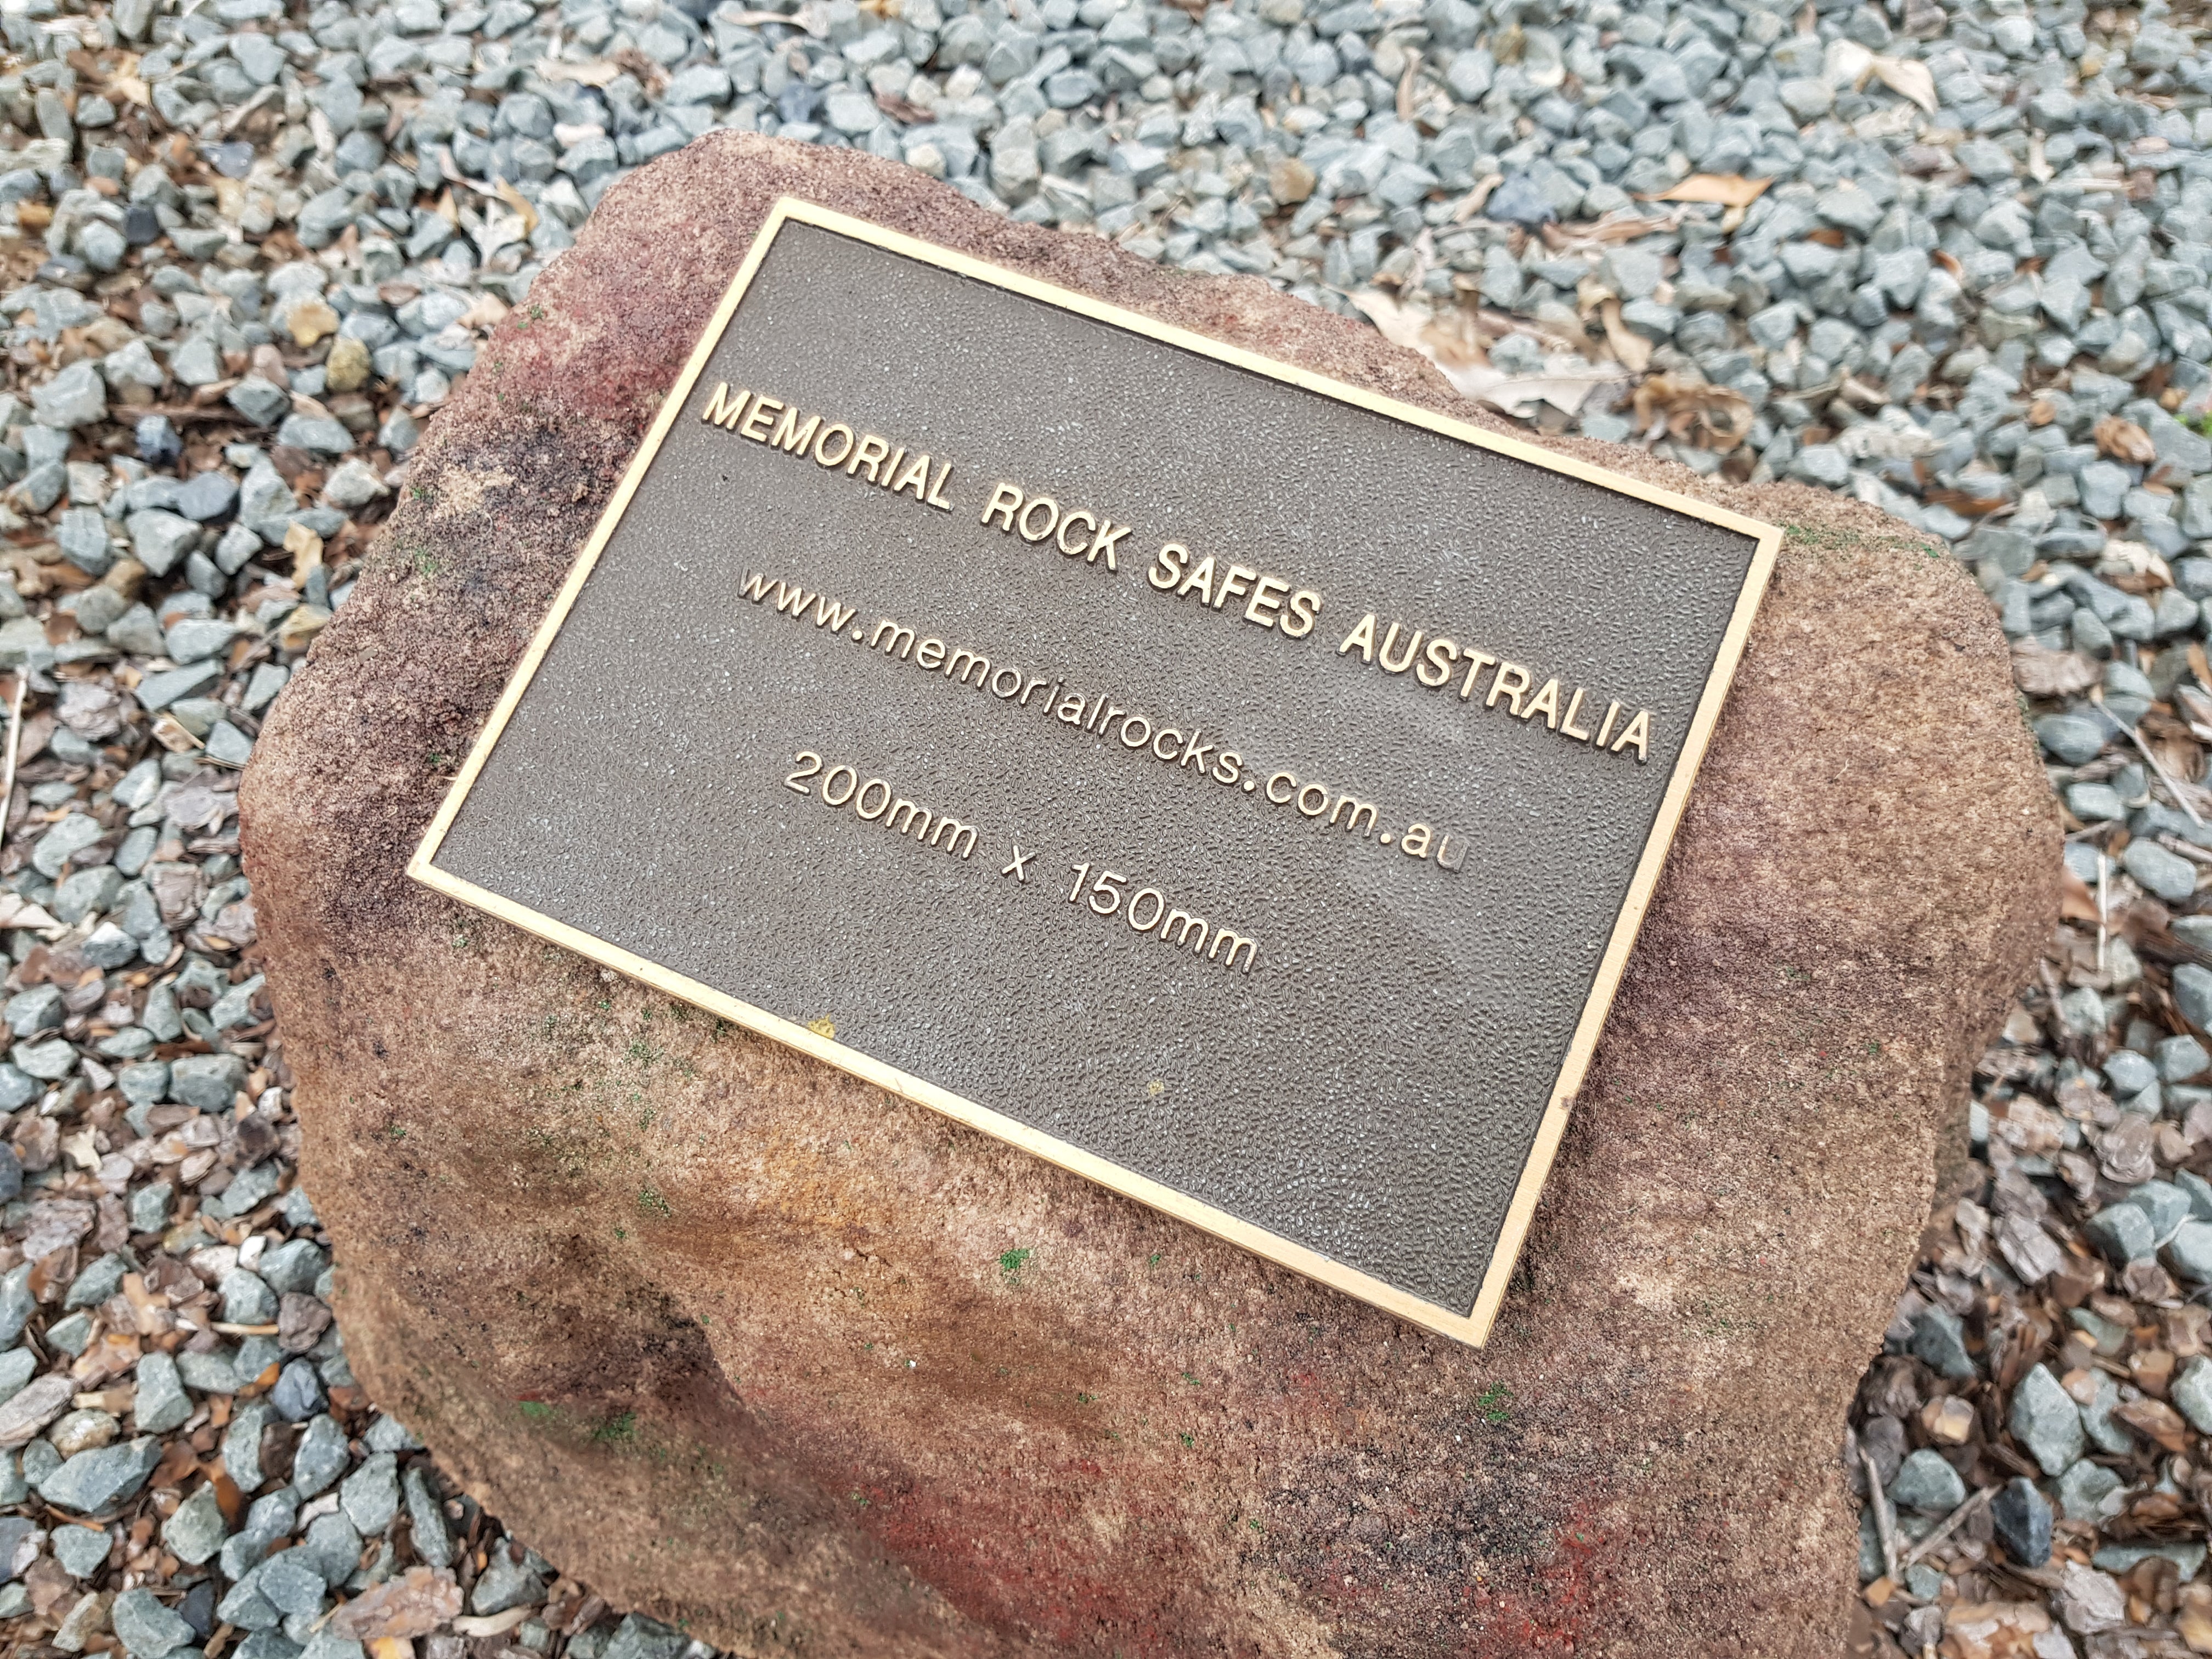 MEMORIAL ROCK SAFES AUSTRALIA
www.memorialrocks.com.au
200mm x 150mm